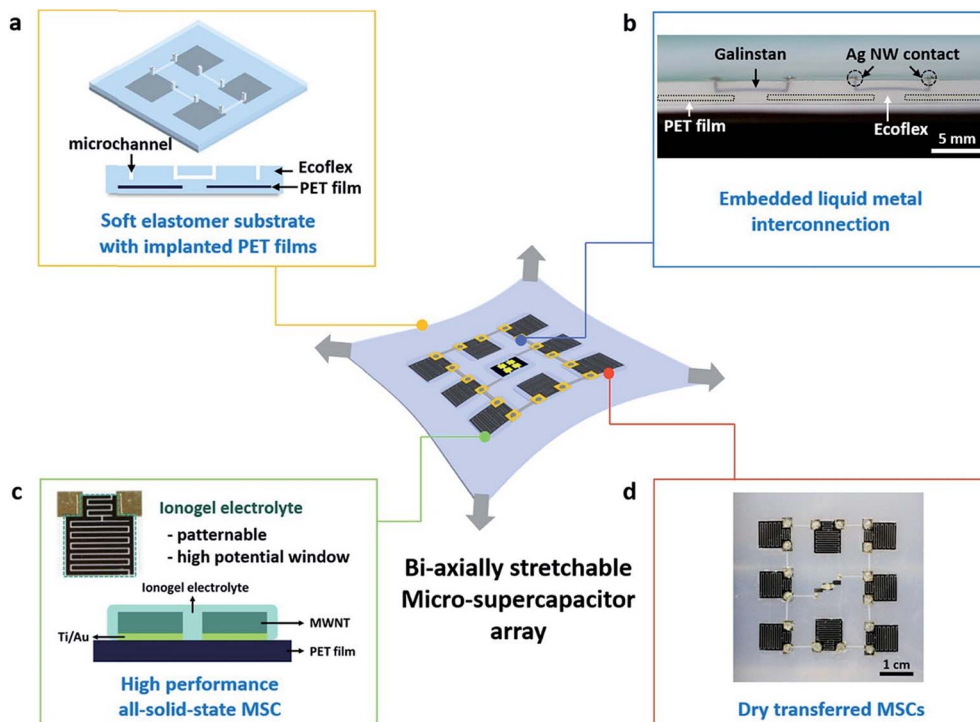 a
microchannel
Ecoflex
PET film
Soft elastomer substrate
with implanted PET films
b
Galinstan
Ag NW contact
PET film
Ecoflex
5 mm
Embedded liquid metal
interconnection
c
Ionogel electrolyte
- patternable
- high potential window
Ionogel electrolyte
MWNT
Ti/Au
PET film
High performance
all-solid-state MSC
Bi-axially stretchable
Micro-supercapacitor
array
d
1 cm
Dry transferred MSCs